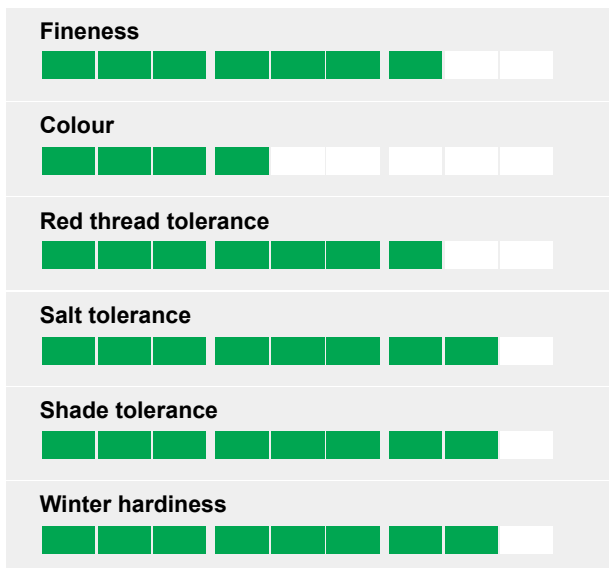 Fineness
Colour
Red thread tolerance
Salt tolerance
Shade tolerance
Winter hardiness